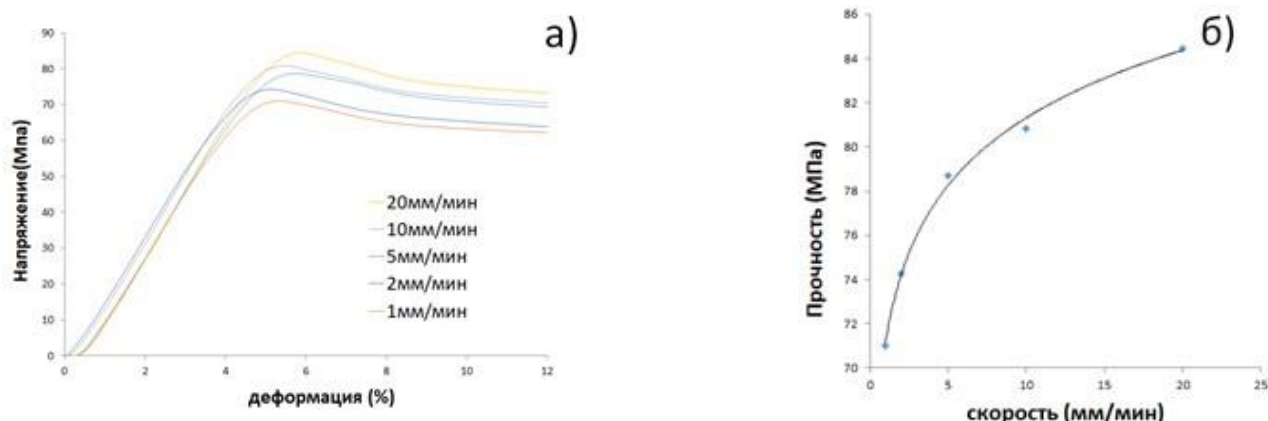 а)
90
80
70
60
50
40
30
20
10
0
Напряжение(Мпа)
20мм/мин
10мм/мин
5мм/мин
2мм/мин
1мм/мин
0 2 4 6 8 10 12
деформация (%)
б)
86
84
82
80
78
76
74
72
70
Прочность (МПа)
0 5 10 15 20 25
скорость (мм/мин)